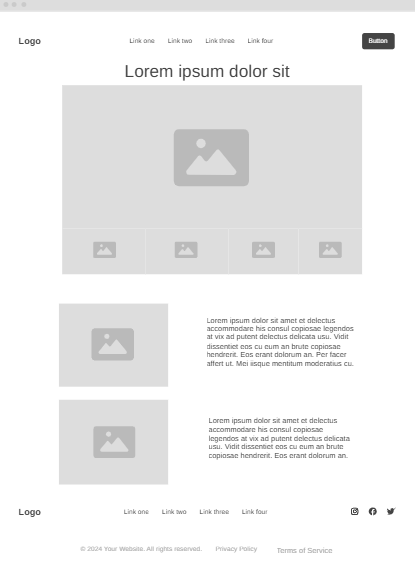 Logo Link one Link two Link three Link four Button
Lorem ipsum dolor sit
Lorem ipsum dolor sit amet et delectus
accommodare his consul copiosae legendos
at vix ad putent delectus usu. Vidit
dissentiet eos cu eum an brute copiosae
hendrerit. Eos erant dolorum an. Per facer
affert ut. Mei iisque mentitum moderatius cu.
Lorem ipsum dolor sit amet et delectus
accommodare his consul copiosae
legendos at vix ad putent delectus vidit
usu. Vidit dissentiet eos cu eum an brute
copiosae hendrerit. Eos erant dolorum an.
Logo Link one Link two Link three Link four
© 2024 Your Website. All rights reserved. Privacy Policy Terms of Service